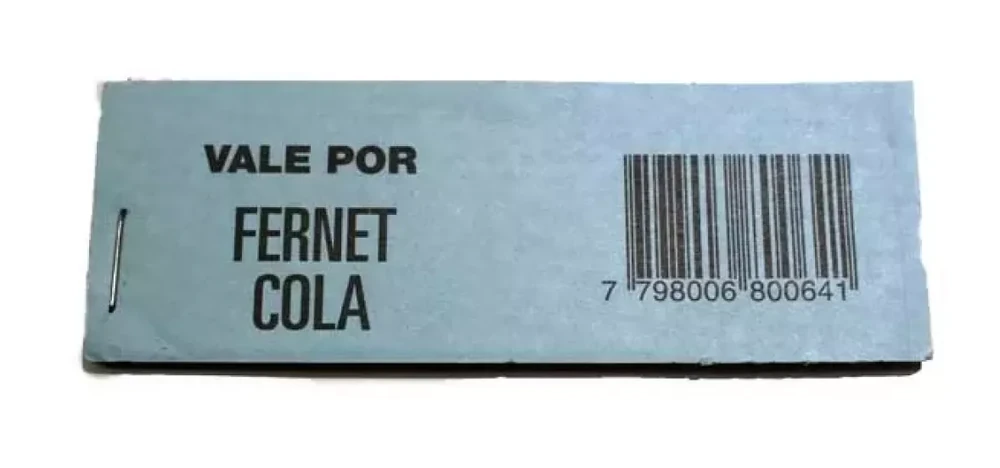 VALE POR
FERNET
COLA
7 798006 800641